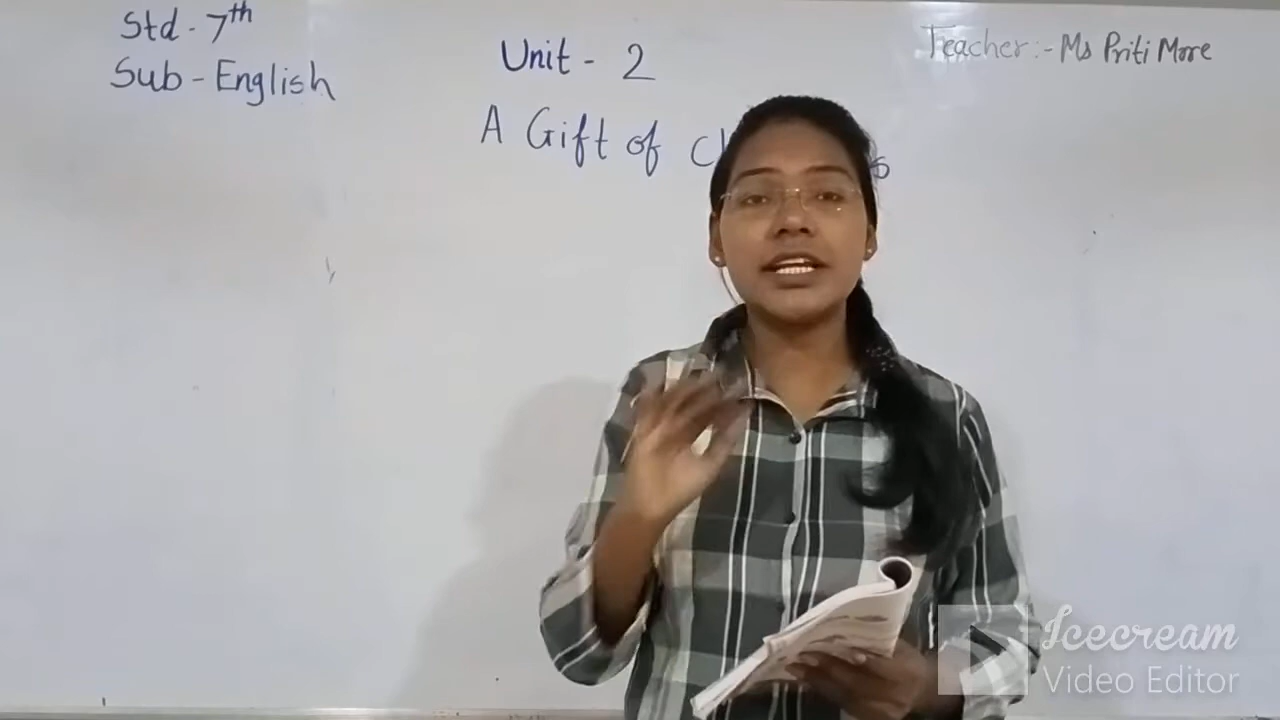 Std - 7th
Sub - English
Unit - 2
A Gift of
Teacher :- Ms Priti More
Icecream
Video Editor